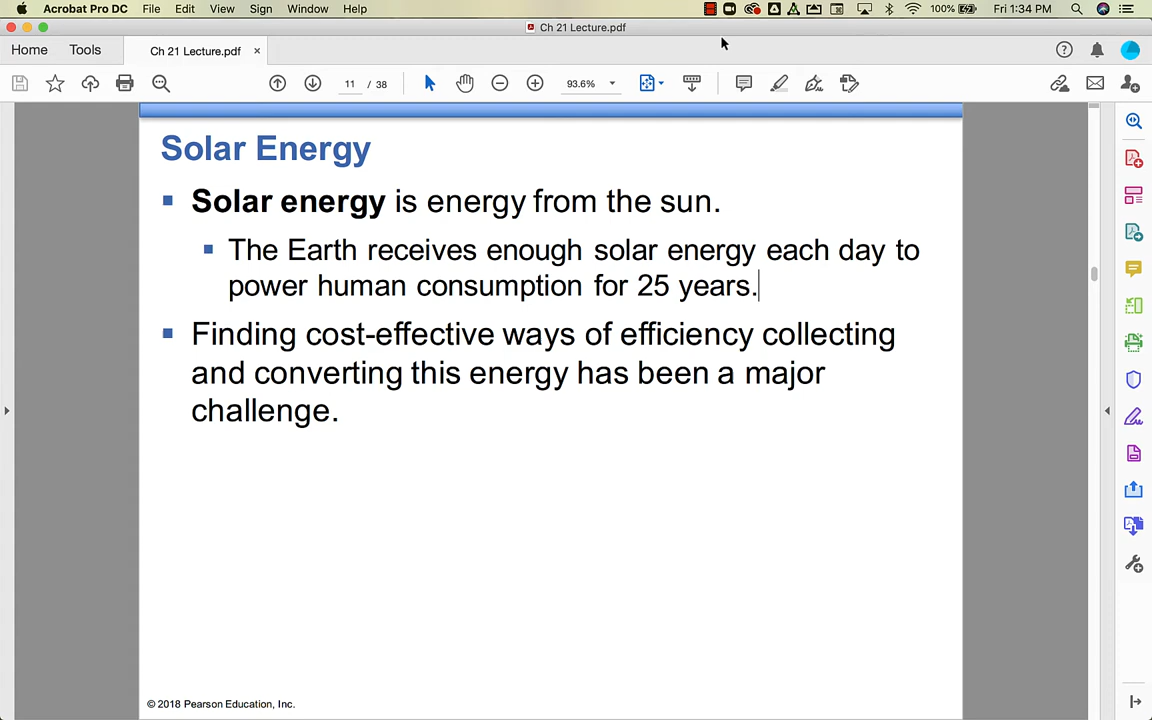 Acrobat Pro DC File Edit View Sign Window Help 100% Fri 1:34 PM
Ch 21 Lecture.pdf
Home Tools Ch 21 Lecture.pdf ×
11 / 38 93.6%
Solar Energy
Solar energy is energy from the sun.
The Earth receives enough solar energy each day to
power human consumption for 25 years.
Finding cost-effective ways of efficiency collecting
and converting this energy has been a major
challenge.
© 2018 Pearson Education, Inc.